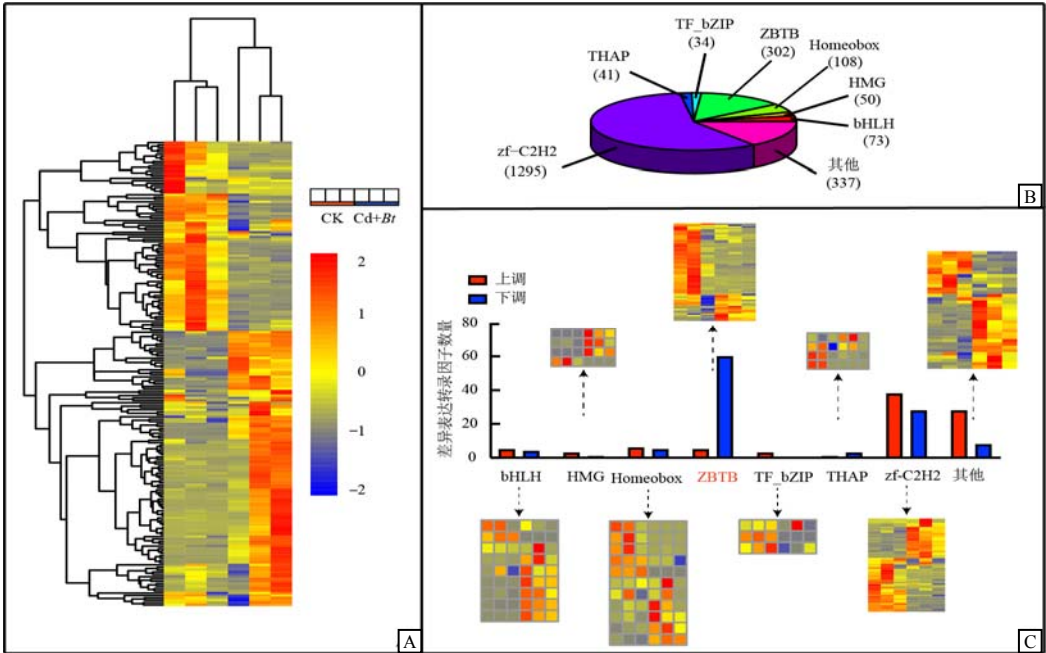 CK Cd+Bt
2
1
0
−1
−2
A
TF_bZIP
(34)
ZBTB
(302)
Homeobox
(108)
THAP
(41)
HMG
(50)
bHLH
(73)
zf−C2H2
(1295)
其他
(337)
B
上调
下调
差异表达转录因子数量
80
60
40
20
0
bHLH HMG Homeobox ZBTB TF_bZIP THAP zf-C2H2 其他
C